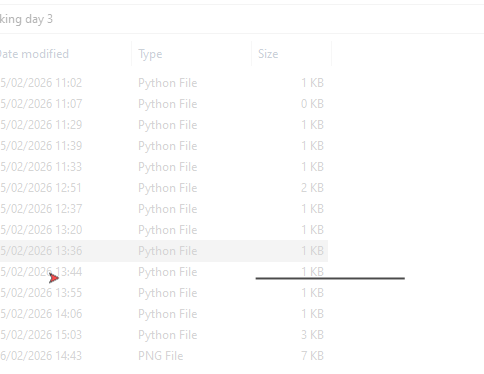 king day 3
Date modified Type Size
5/02/2026 11:02 Python File 1 KB
5/02/2026 11:07 Python File 0 KB
5/02/2026 11:29 Python File 1 KB
5/02/2026 11:39 Python File 1 KB
5/02/2026 11:33 Python File 1 KB
5/02/2026 12:51 Python File 2 KB
5/02/2026 12:37 Python File 1 KB
5/02/2026 13:20 Python File 1 KB
5/02/2026 13:36 Python File 1 KB
5/02/2026 13:44 Python File 1 KB
5/02/2026 13:55 Python File 1 KB
5/02/2026 14:06 Python File 1 KB
5/02/2026 15:03 Python File 3 KB
6/02/2026 14:43 PNG File 7 KB